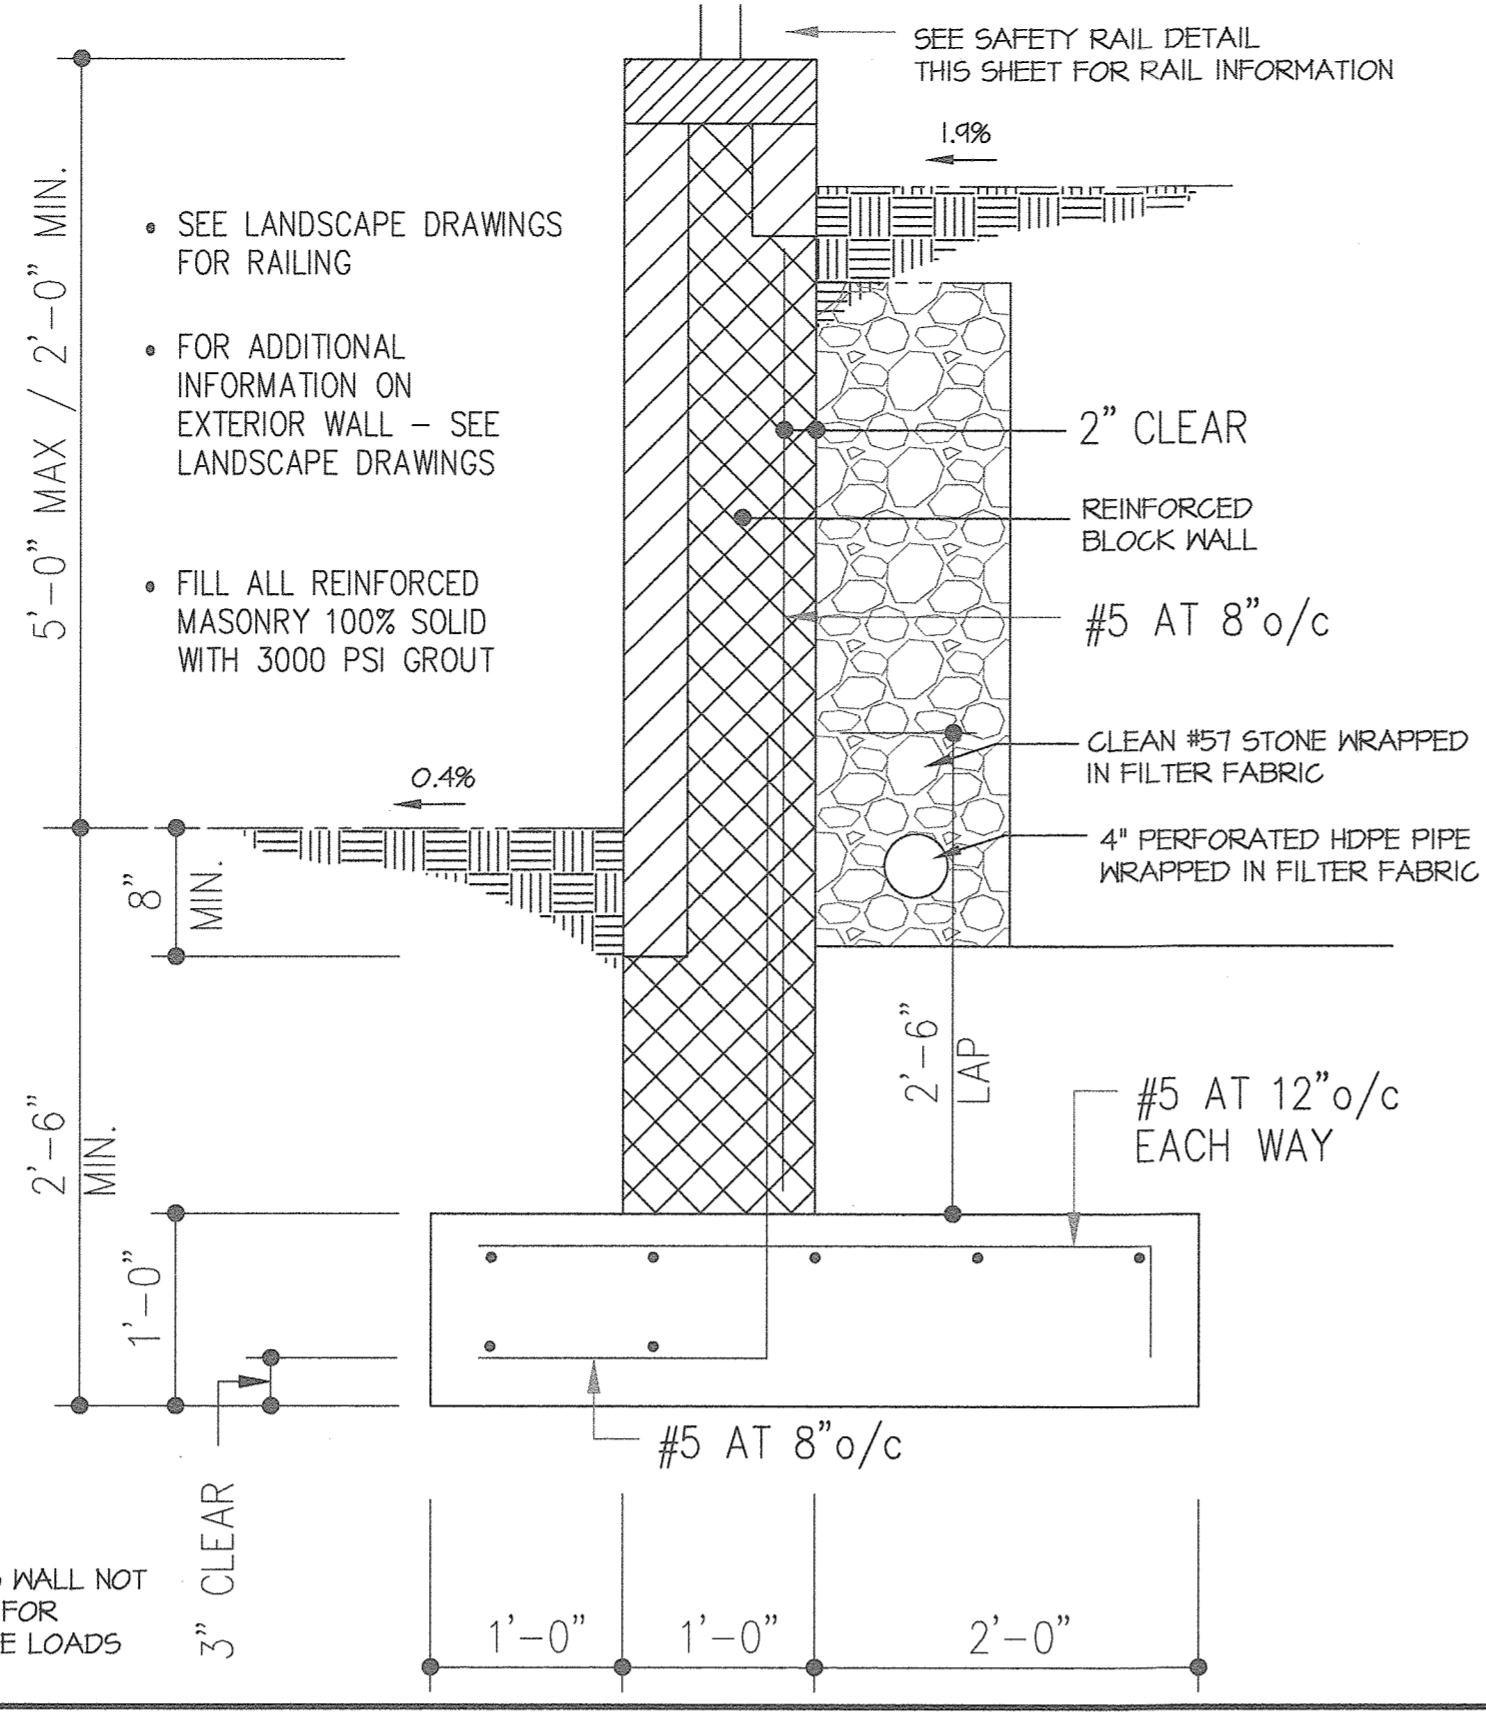 SEE SAFETY RAIL DETAIL
THIS SHEET FOR RAIL INFORMATION
1.9%
5'-0" MAX / 2'-0" MIN.
• SEE LANDSCAPE DRAWINGS
FOR RAILING
• FOR ADDITIONAL
INFORMATION ON
EXTERIOR WALL – SEE
LANDSCAPE DRAWINGS
• FILL ALL REINFORCED
MASONRY 100% SOLID
WITH 3000 PSI GROUT
2" CLEAR
REINFORCED
BLOCK WALL
#5 AT 8"o/c
CLEAN #57 STONE WRAPPED
IN FILTER FABRIC
0.4%
4" PERFORATED HDPE PIPE
WRAPPED IN FILTER FABRIC
8"
MIN.
2'-6"
LAP
#5 AT 12"o/c
EACH WAY
2'-6"
MIN.
1'-0"
#5 AT 8"o/c
3" CLEAR
WALL NOT
FOR
E LOADS
1'-0"
1'-0"
2'-0"